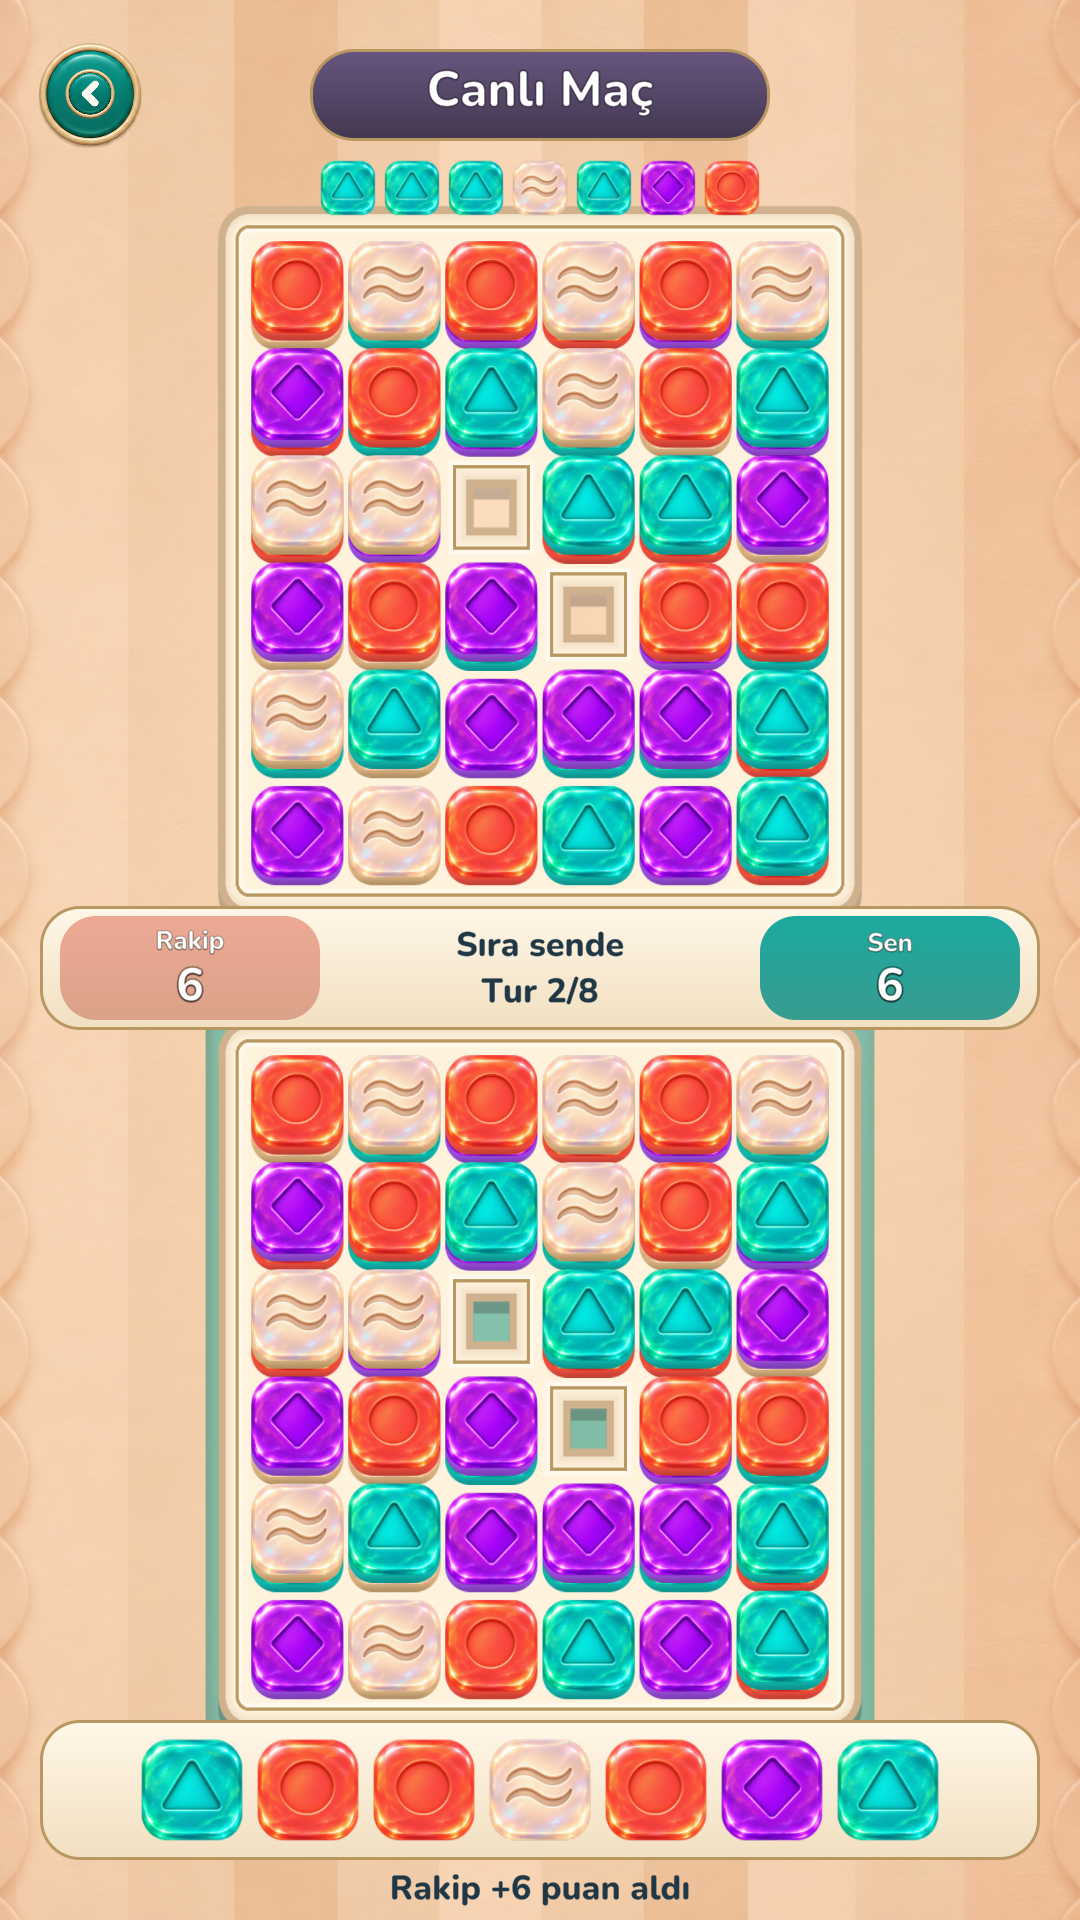 Canlı Maç
Rakip
6
Sıra sende
Tur 2/8
Sen
6
Rakip +6 puan aldı